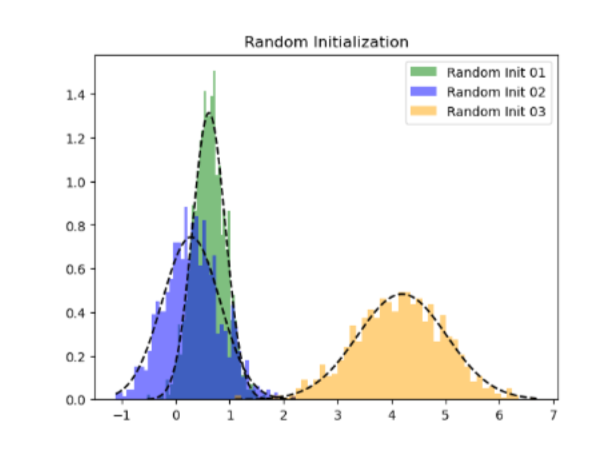 Random Initialization
Random Init 01
Random Init 02
Random Init 03
1.4
1.2
1.0
0.8
0.6
0.4
0.2
0.0
−1 0 1 2 3 4 5 6 7